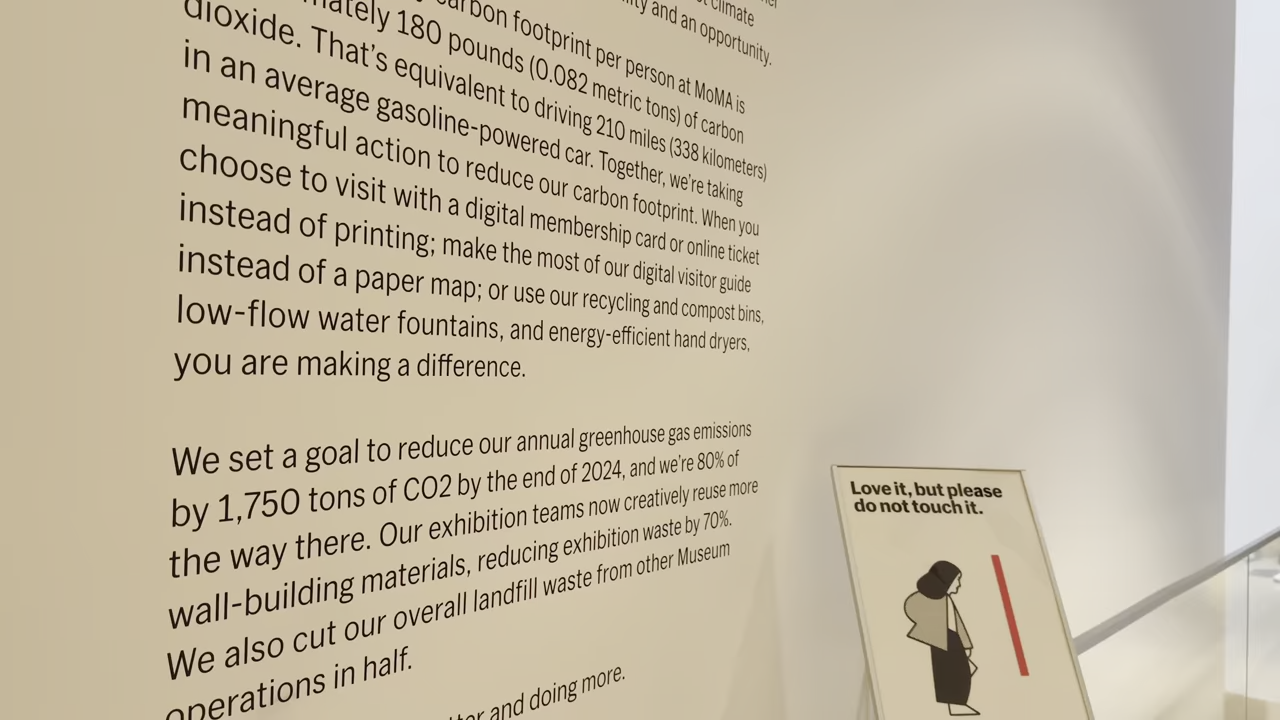 climate
and an opportunity.
carbon footprint per person at MoMA is
180 pounds (0.082 metric tons) of carbon
dioxide. That's equivalent to driving 210 miles (338 kilometers)
in an average gasoline-powered car. Together, we're taking
meaningful action to reduce our carbon footprint. When you
choose to visit with a digital membership card or online ticket
instead of printing; make the most of our digital visitor guide
instead of a paper map; or use our recycling and compost bins,
low-flow water fountains, and energy-efficient hand dryers,
you are making a difference.
We set a goal to reduce our annual greenhouse gas emissions
by 1,750 tons of CO2 by the end of 2024, and we're 80% of
the way there. Our exhibition teams now creatively reuse more
wall-building materials, reducing exhibition waste by 70%.
We also cut our overall landfill waste from other Museum
operations in half.
and doing more.
Love it, but please
do not touch it.